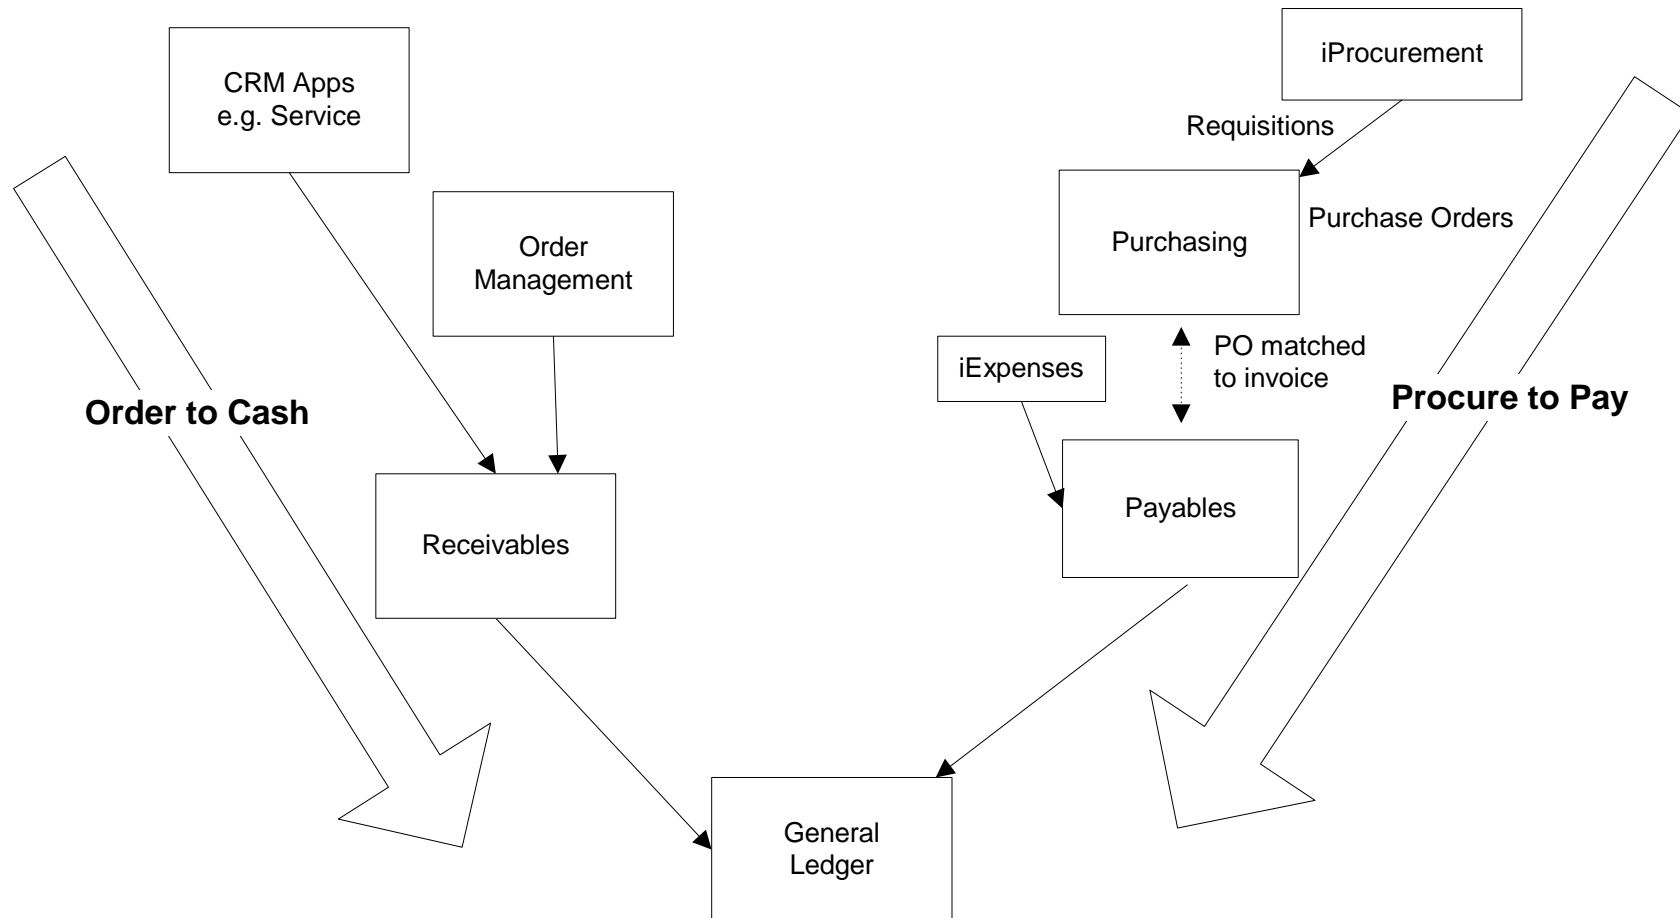 iProcurement
CRM Apps
e.g. Service
Requisitions
Purchase Orders
Purchasing
Order
Management
PO matched
to invoice
iExpenses
Order to Cash
Procure to Pay
Payables
Receivables
General
Ledger